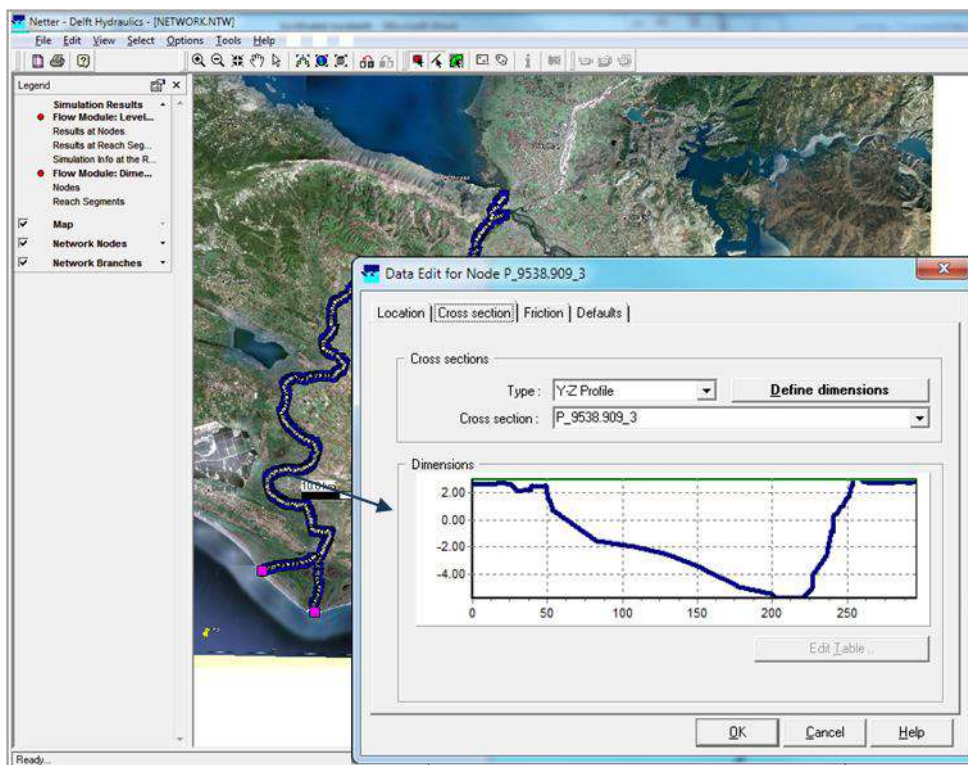 Netter - Delft Hydraulics - [NETWORK.NTW]
File Edit View Select Options Tools Help
Legend
Simulation Results
Flow Module: Level...
Results at Nodes
Results at Reach Seg...
Simulation Info at the R...
Flow Module: Dime...
Nodes
Reach Segments
Map
Network Nodes
Network Branches
Data Edit for Node P_9538.909_3
Location Cross section Friction Defaults
Cross sections
Type : Y-Z Profile Define dimensions
Cross section : P_9538.909_3
Dimensions
2.00
0.00
-2.00
-4.00
0 50 100 150 200 250
Edit Table ..
OK Cancel Help
Ready...